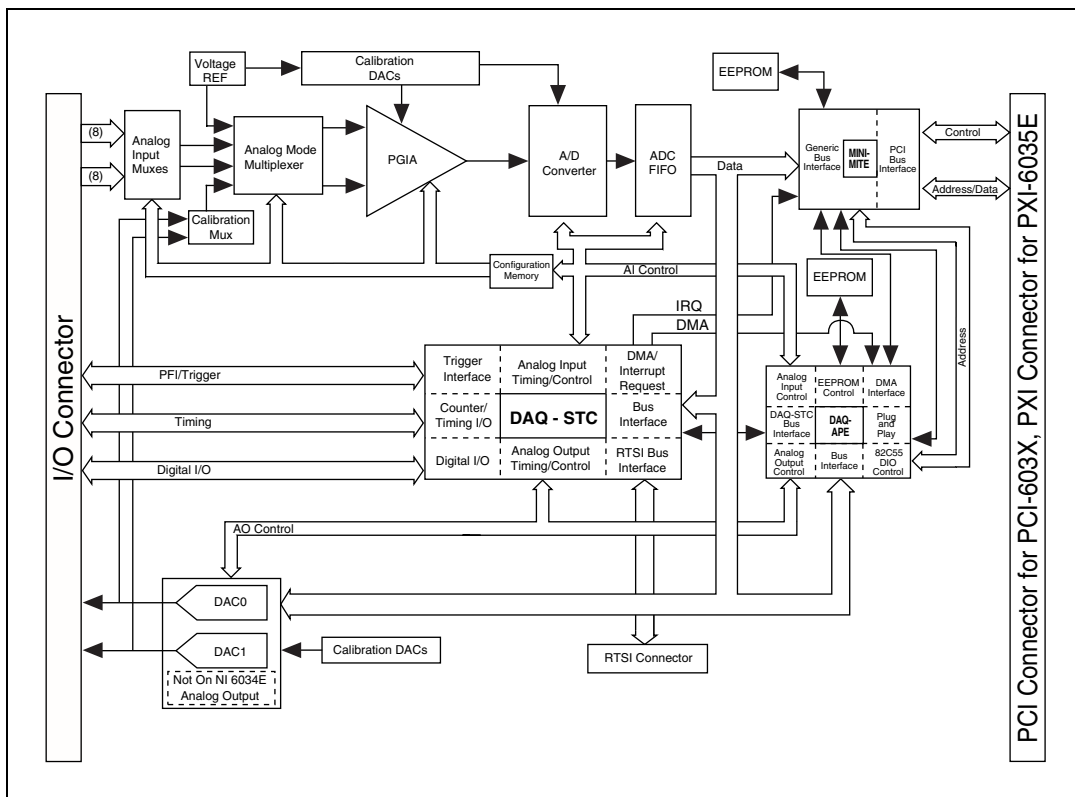 Voltage
REF
Calibration
DACs
EEPROM
(8)
(8)
Analog
Input
Muxes
Analog Mode
Multiplexer
PGIA
A/D
Converter
ADC
FIFO
Data
Generic
Bus
Interface
MINI-
MITE
PCI
Bus
Interface
Control
Address/Data
Calibration
Mux
Configuration
Memory
AI Control
EEPROM
IRQ
DMA
Address
I/O Connector
PCI Connector for PCI-603X, PXI Connector for PXI-6035E
PFI/Trigger
Timing
Digital I/O
Trigger
Interface
Analog Input
Timing/Control
DMA/
Interrupt
Request
Counter/
Timing I/O
DAQ - STC
Bus
Interface
Digital I/O
Analog Output
Timing/Control
RTSI Bus
Interface
Analog
Input
Control
EEPROM
Control
DMA
Interface
DAQ-STC
Bus
Interface
DAQ-
APE
Plug
and
Play
Analog
Output
Control
Bus
Interface
82C55
DIO
Control
AO Control
DAC0
DAC1
Not On NI 6034E
Analog Output
Calibration DACs
RTSI Connector